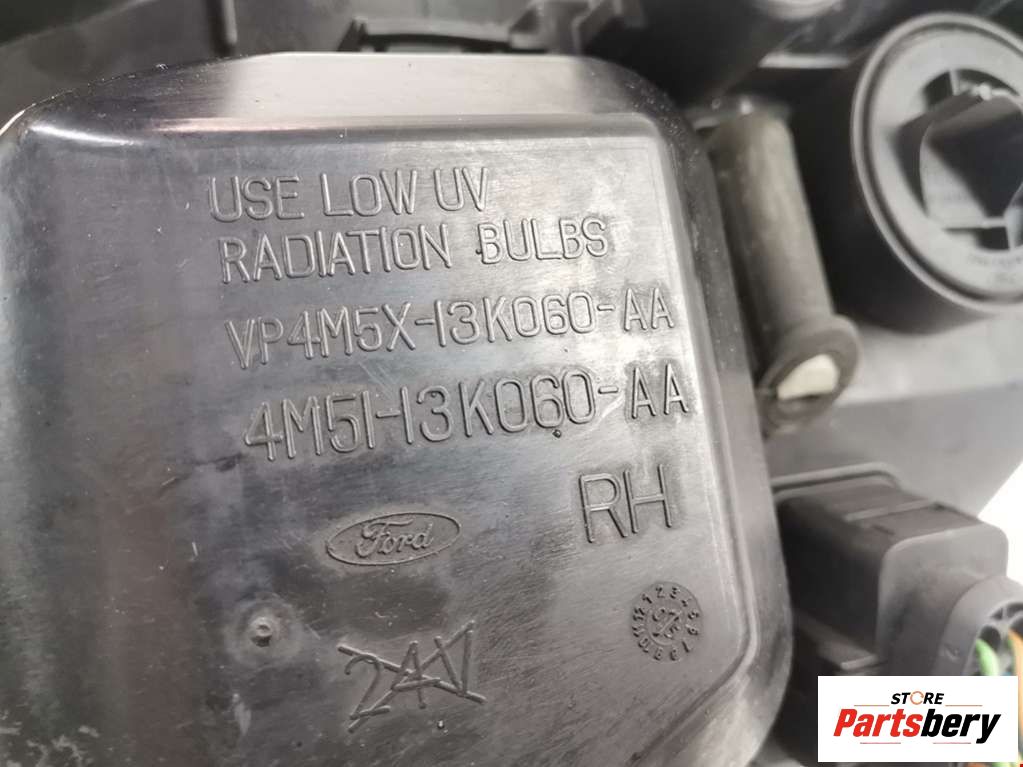 USE LOW UV
RADIATION BULBS
VP4M5X-13K060-AA
4M51-13K060-AA
RH
Ford
STORE
Partsbery